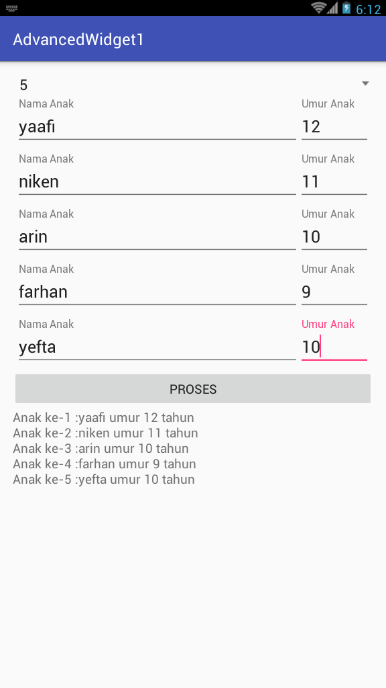 6:12
AdvancedWidget1
5
Nama Anak Umur Anak
yaafi 12
Nama Anak Umur Anak
niken 11
Nama Anak Umur Anak
arin 10
Nama Anak Umur Anak
farhan 9
Nama Anak Umur Anak
yefta 10
PROSES
Anak ke-1 :yaafi umur 12 tahun
Anak ke-2 :niken umur 11 tahun
Anak ke-3 :arin umur 10 tahun
Anak ke-4 :farhan umur 9 tahun
Anak ke-5 :yefta umur 10 tahun